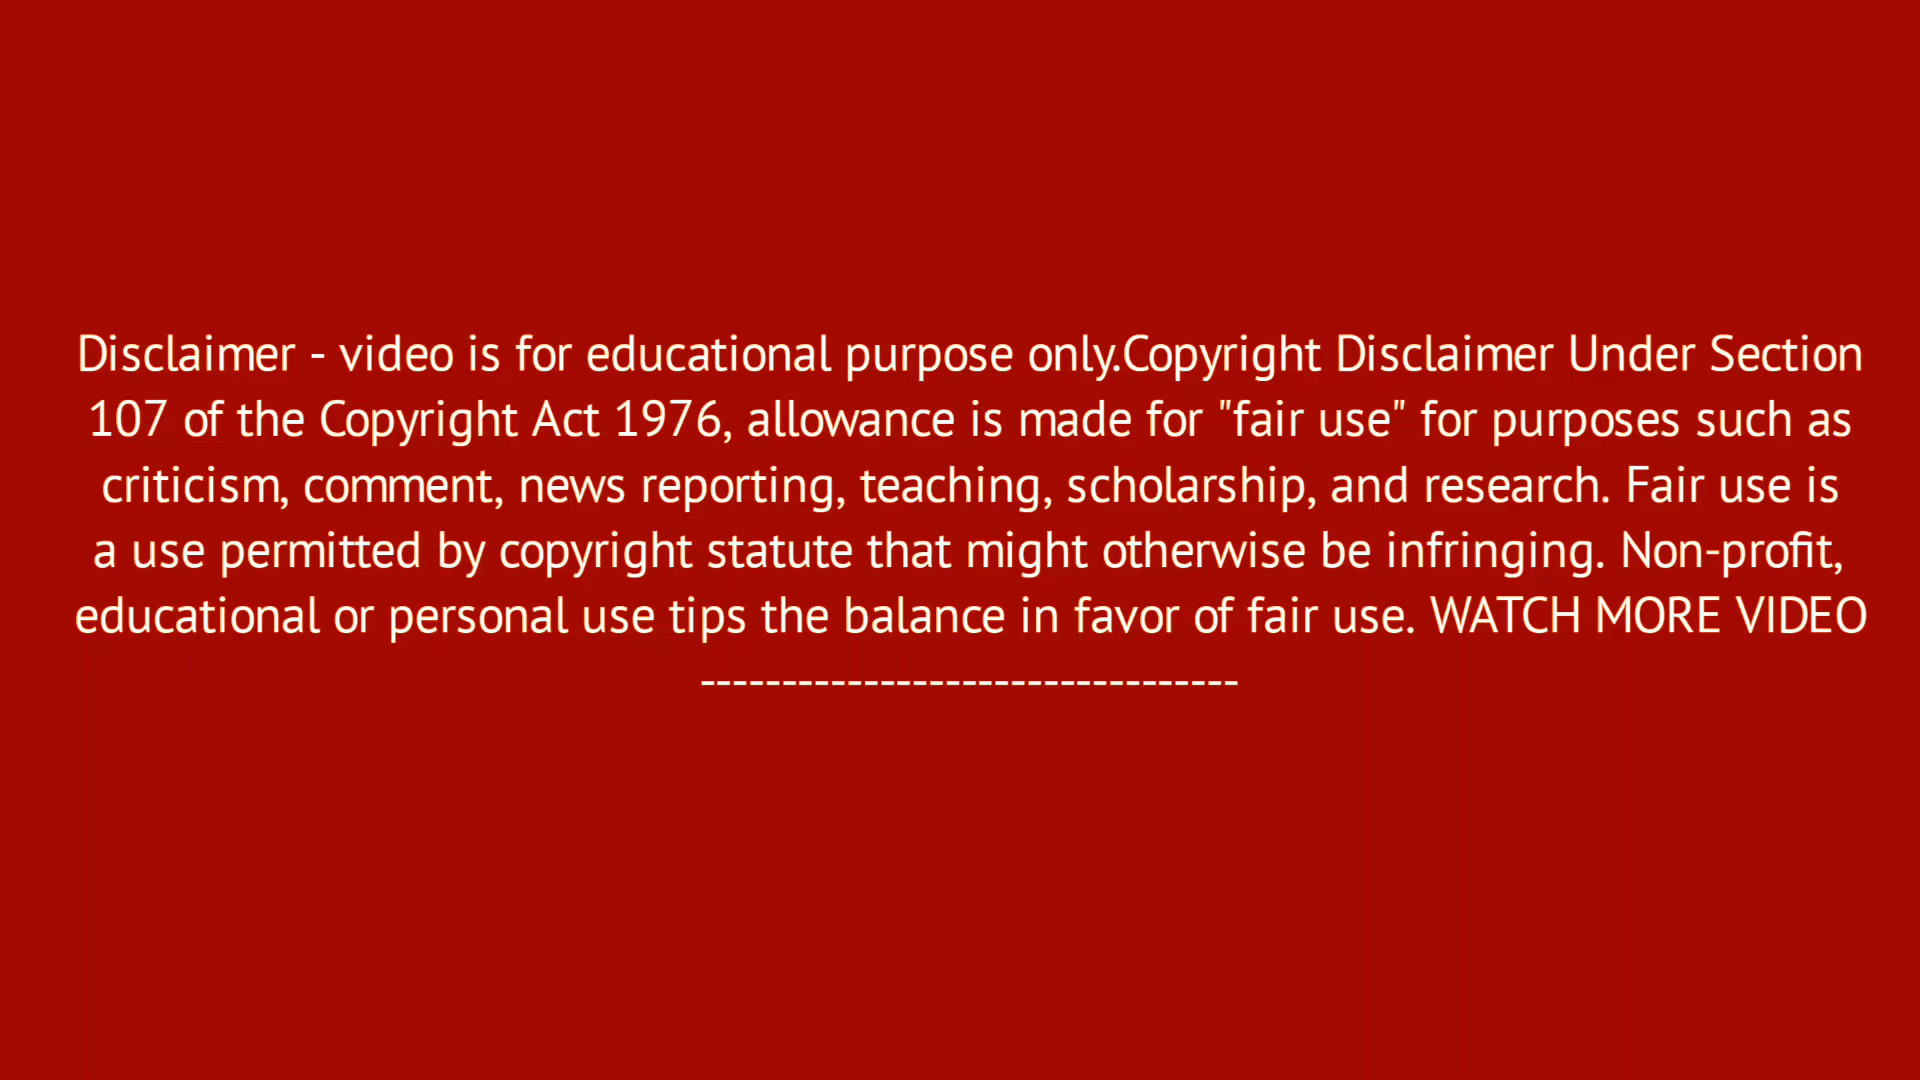 Disclaimer - video is for educational purpose only.Copyright Disclaimer Under Section
107 of the Copyright Act 1976, allowance is made for "fair use" for purposes such as
criticism, comment, news reporting, teaching, scholarship, and research. Fair use is
a use permitted by copyright statute that might otherwise be infringing. Non-profit,
educational or personal use tips the balance in favor of fair use. WATCH MORE VIDEO
---------------------------------